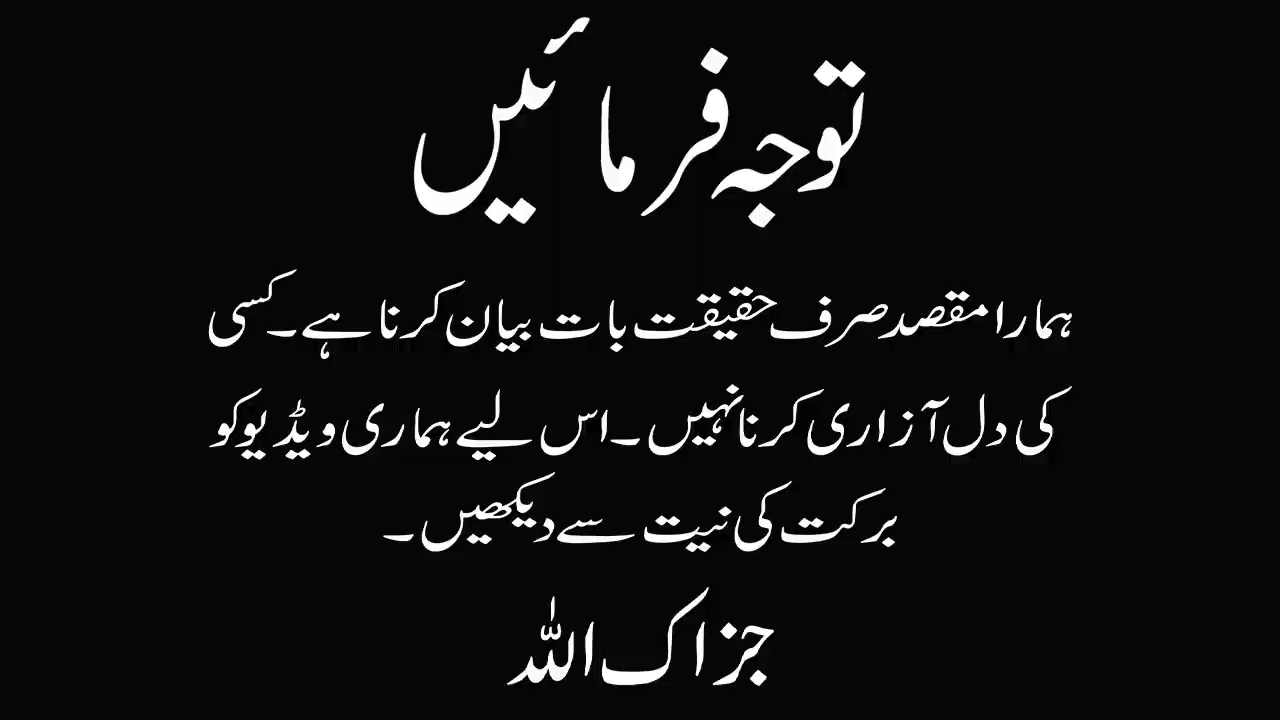 توجہ فرمائیں
ہمارا مقصد صرف حقیقت بات بیان کرنا ہے۔ کسی
کی دل آزاری کرنا نہیں۔ اس لیے ہماری ویڈیو کو
برکت کی نیت سے دیکھیں۔
جزاک اللہ